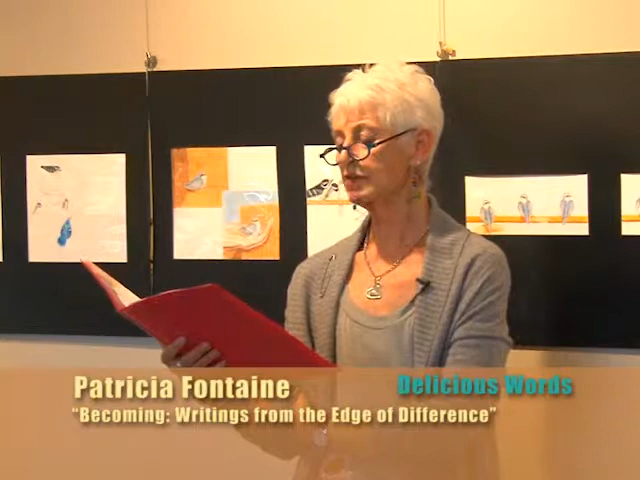 Patricia Fontaine
Delicious Words
“Becoming: Writings from the Edge of Difference”